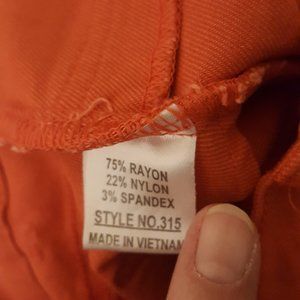 75% RAYON
22% NYLON
3% SPANDEX
STYLE NO.315
MADE IN VIETNAM